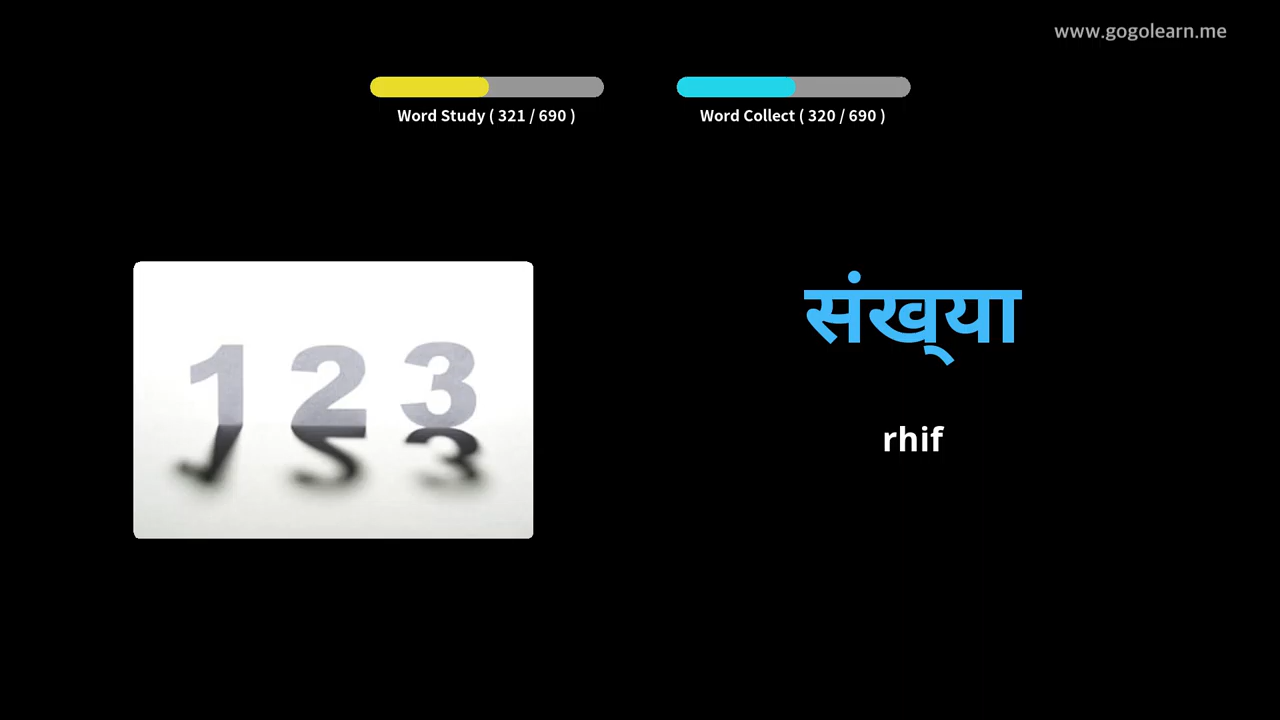 www.gogolearn.me
Word Study ( 321 / 690 )
Word Collect ( 320 / 690 )
1 2 3
संख्या
rhif